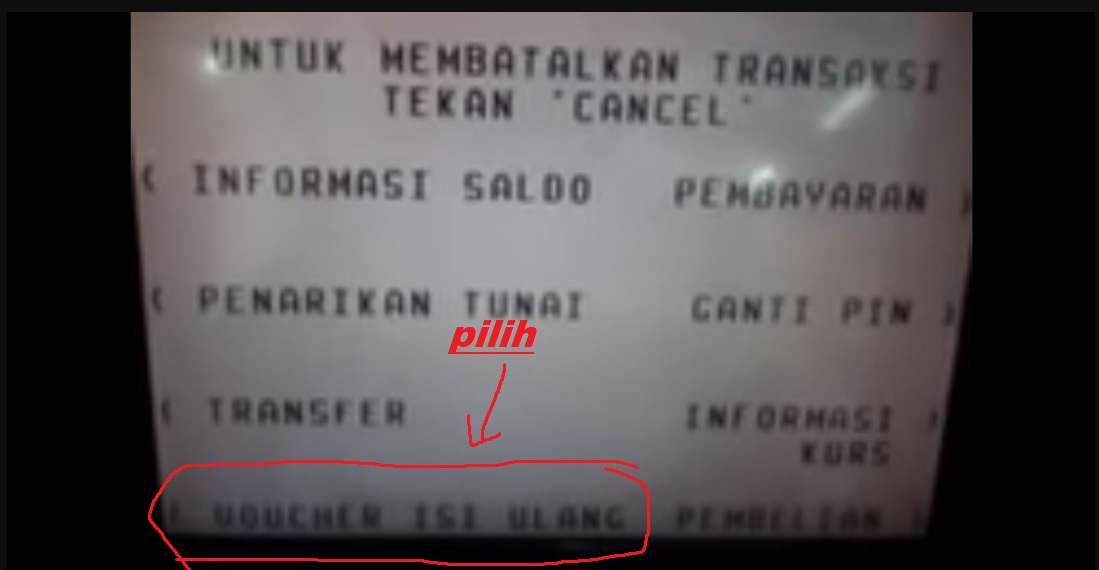 UNTUK MEMBATALKAN TRANSAKSI
TEKAN "CANCEL"
< INFORMASI SALDO PEMBAYARAN >
< PENARIKAN TUNAI GANTI PIN >
pilih
< TRANSFER INFORMASI >
KURS
< VOUCHER ISI ULANG PEMBELIAN >